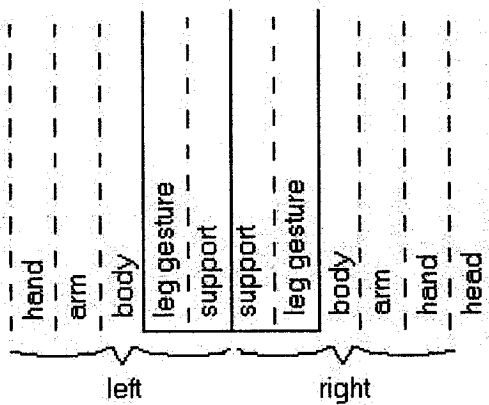 hand
arm
body
leg gesture
support
support
leg gesture
body
arm
hand
head
left
right